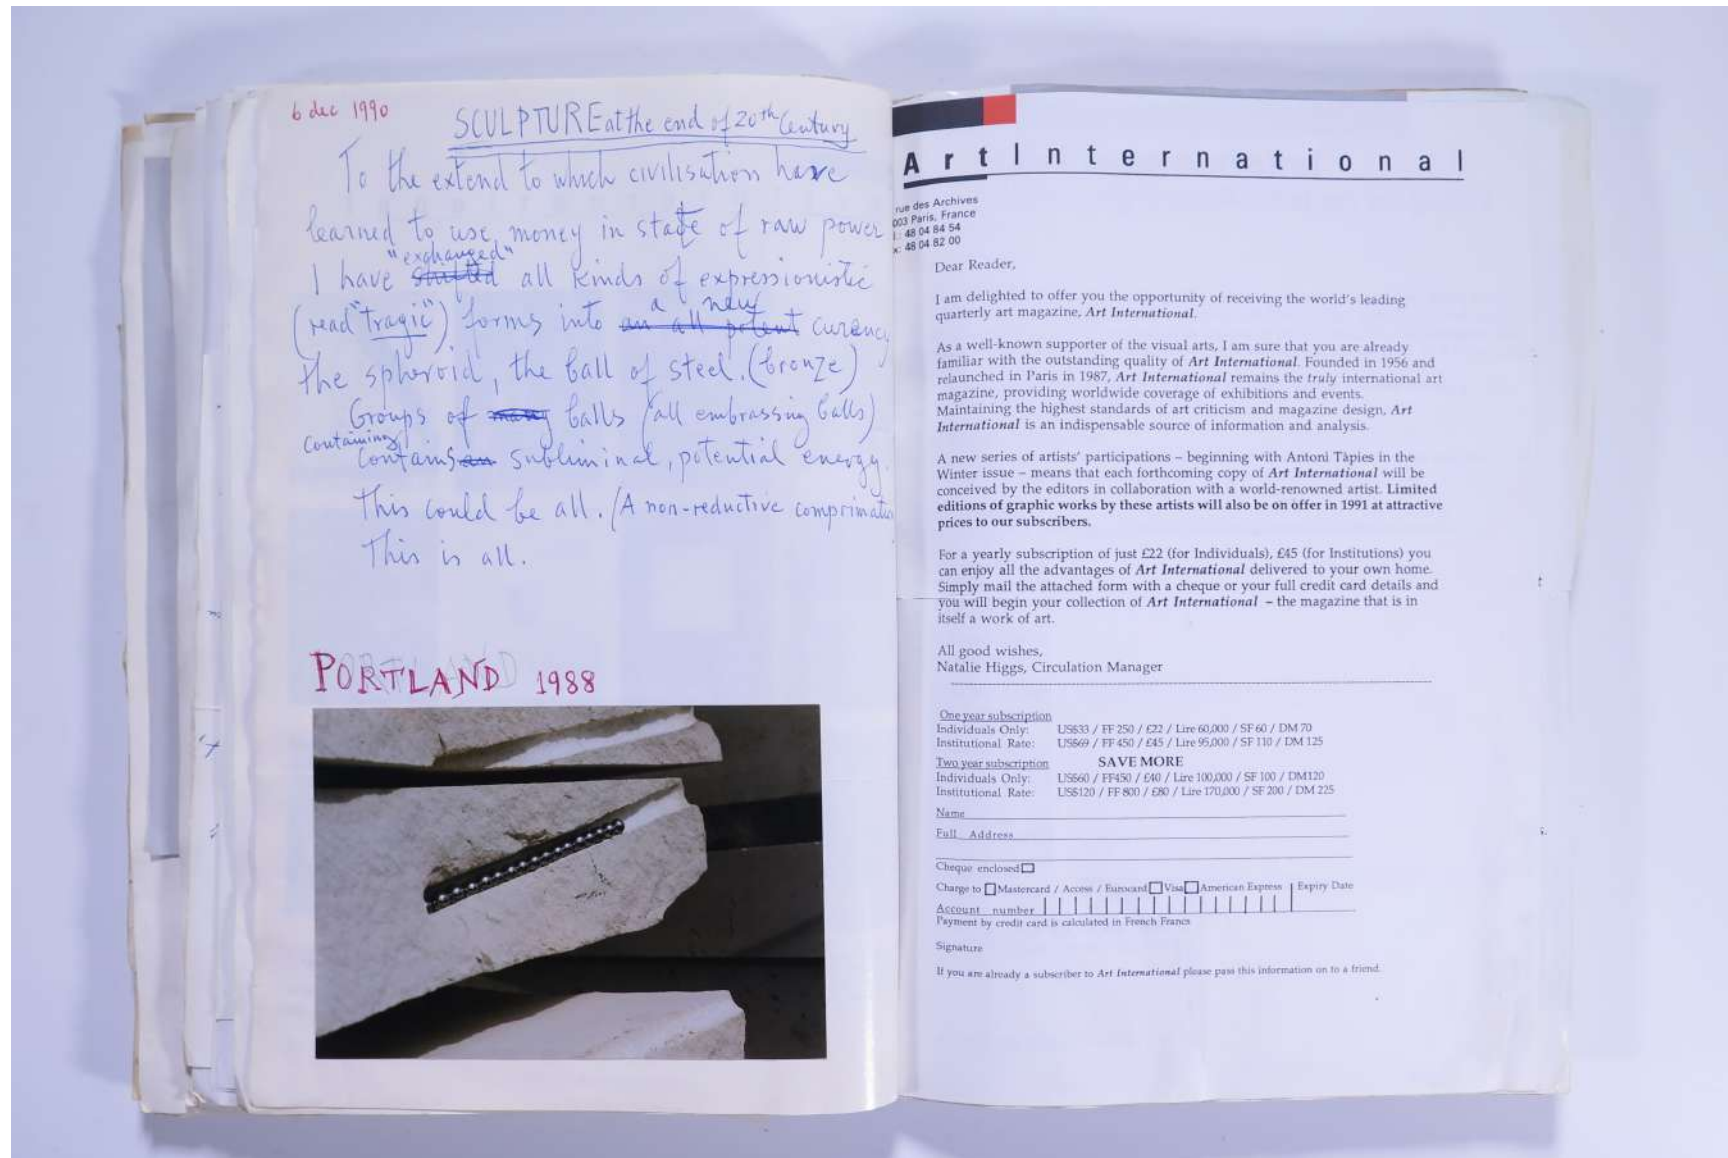 6 dec 1990
SCULPTURE at the end of 20th Century
To the extend to which civilisation have
learned to use money in state of raw power
"exchanged"
I have shifted all kinds of expressionistic
a new
(read "tragic") forms into an all potent curency
the spheroid, the ball of steel. (bronze)
Groups of many balls (all embrassing balls)
Containing
Contains an subliminal, potential energy.
This could be all. (A non-reductive comprimation
This is all.
PORTLAND 1988
Art International
rue des Archives
003 Paris, France
: 48 04 84 54
x: 48 04 82 00
Dear Reader,
I am delighted to offer you the opportunity of receiving the world's leading
quarterly art magazine, Art International.
As a well-known supporter of the visual arts, I am sure that you are already
familiar with the outstanding quality of Art International. Founded in 1956 and
relaunched in Paris in 1987, Art International remains the truly international art
magazine, providing worldwide coverage of exhibitions and events.
Maintaining the highest standards of art criticism and magazine design, Art
International is an indispensable source of information and analysis.
A new series of artists' participations – beginning with Antoni Tàpies in the
Winter issue – means that each forthcoming copy of Art International will be
conceived by the editors in collaboration with a world-renowned artist. Limited
editions of graphic works by these artists will also be on offer in 1991 at attractive
prices to our subscribers.
For a yearly subscription of just £22 (for Individuals), £45 (for Institutions) you
can enjoy all the advantages of Art International delivered to your own home.
Simply mail the attached form with a cheque or your full credit card details and
you will begin your collection of Art International – the magazine that is in
itself a work of art.
All good wishes,
Natalie Higgs, Circulation Manager
One year subscription
Individuals Only: US$33 / FF 250 / £22 / Lire 60,000 / SF 60 / DM 70
Institutional Rate: US$69 / FF 450 / £45 / Lire 95,000 / SF 110 / DM 125
Two year subscription SAVE MORE
Individuals Only: US$60 / FF450 / £40 / Lire 100,000 / SF 100 / DM120
Institutional Rate: US$120 / FF 800 / £80 / Lire 170,000 / SF 200 / DM 225
Name
Full Address
Cheque enclosed
Charge to Mastercard / Access / Eurocard Visa American Express Expiry Date
Account number
Payment by credit card is calculated in French Francs
Signature
If you are already a subscriber to Art International please pass this information on to a friend.